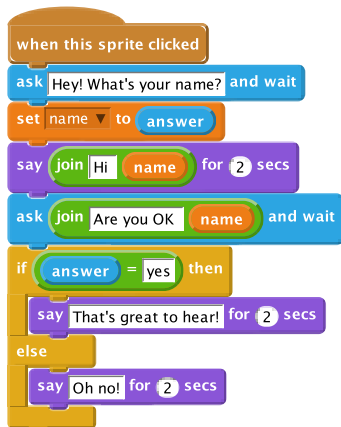 when this sprite clicked
ask Hey! What's your name? and wait
set name ▼ to answer
say join Hi name for 2 secs
ask join Are you OK name and wait
if answer = yes then
say That's great to hear! for 2 secs
else
say Oh no! for 2 secs